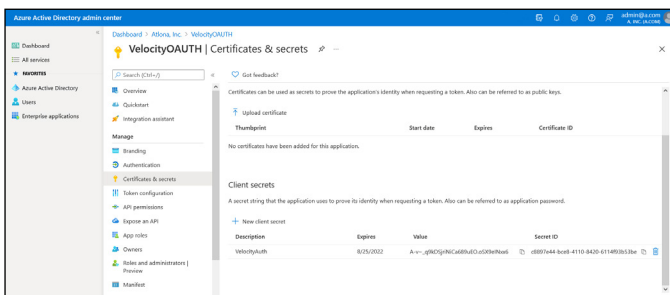 Azure Active Directory admin center
admin@a.com
A, INC. (A.COM)
Dashboard > Atlona, Inc. > VelocityOAUTH
VelocityOAUTH | Certificates & secrets
Dashboard
All services
FAVORITES
Azure Active Directory
Users
Enterprise applications
Search (Ctrl+/)
Overview
Quickstart
Integration assistant
Manage
Branding
Authentication
Certificates & secrets
Token configuration
API permissions
Expose an API
App roles
Owners
Roles and administrators | Preview
Manifest
Got feedback?
Certificates can be used as secrets to prove the application's identity when requesting a token. Also can be referred to as public keys.
Upload certificate
Thumbprint Start date Expires Certificate ID
No certificates have been added for this application.
Client secrets
A secret string that the application uses to prove its identity when requesting a token. Also can be referred to as application password.
New client secret
Description Expires Value Secret ID
VelocityAuth 8/25/2022